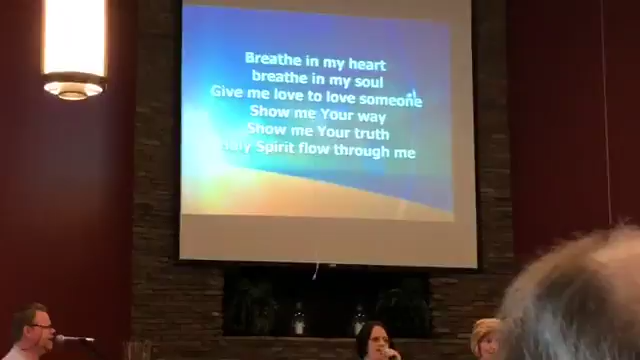 Breathe in my heart
breathe in my soul
Give me love to love someone
Show me Your way
Show me Your truth
Holy Spirit flow through me